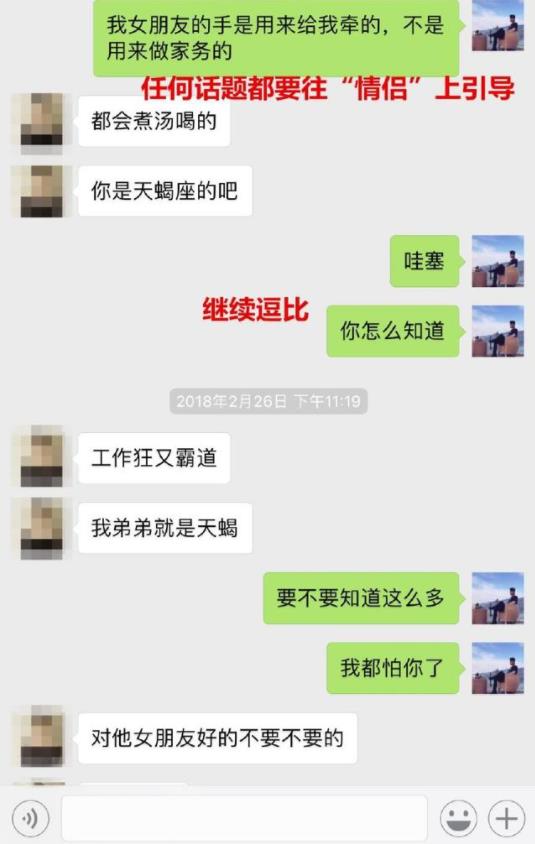 我女朋友的手是用来给我牵的，不是
用来做家务的
任何话题都要往“情侣”上引导
都会煮汤喝的
你是天蝎座的吧
哇塞
继续逗比
你怎么知道
2018年2月26日 下午11:19
工作狂又霸道
我弟弟就是天蝎
要不要知道这么多
我都怕你了
对他女朋友好的不要不要的